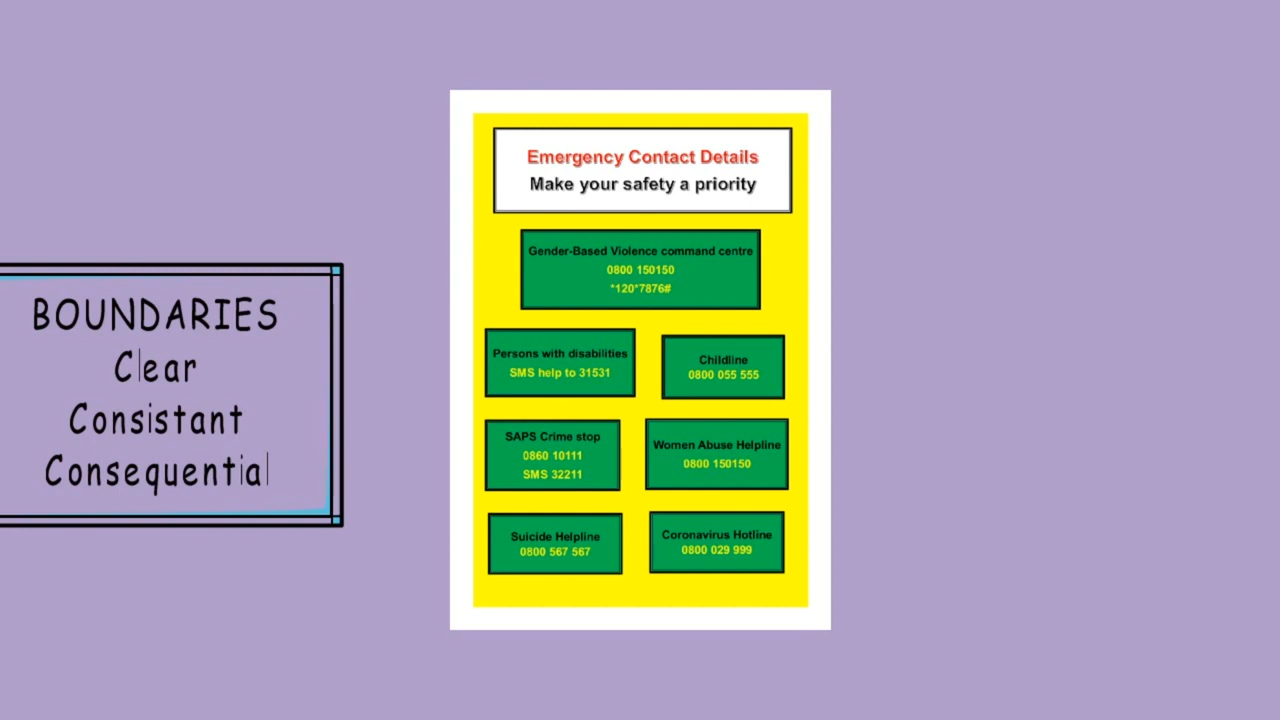 BOUNDARIES
Clear
Consistant
Consequential
Emergency Contact Details
Make your safety a priority
Gender-Based Violence command centre
0800 150150
*120*7876#
Persons with disabilities
SMS help to 31531
Childline
0800 055 555
SAPS Crime stop
0860 10111
SMS 32211
Women Abuse Helpline
0800 150150
Suicide Helpline
0800 567 567
Coronavirus Hotline
0800 029 999